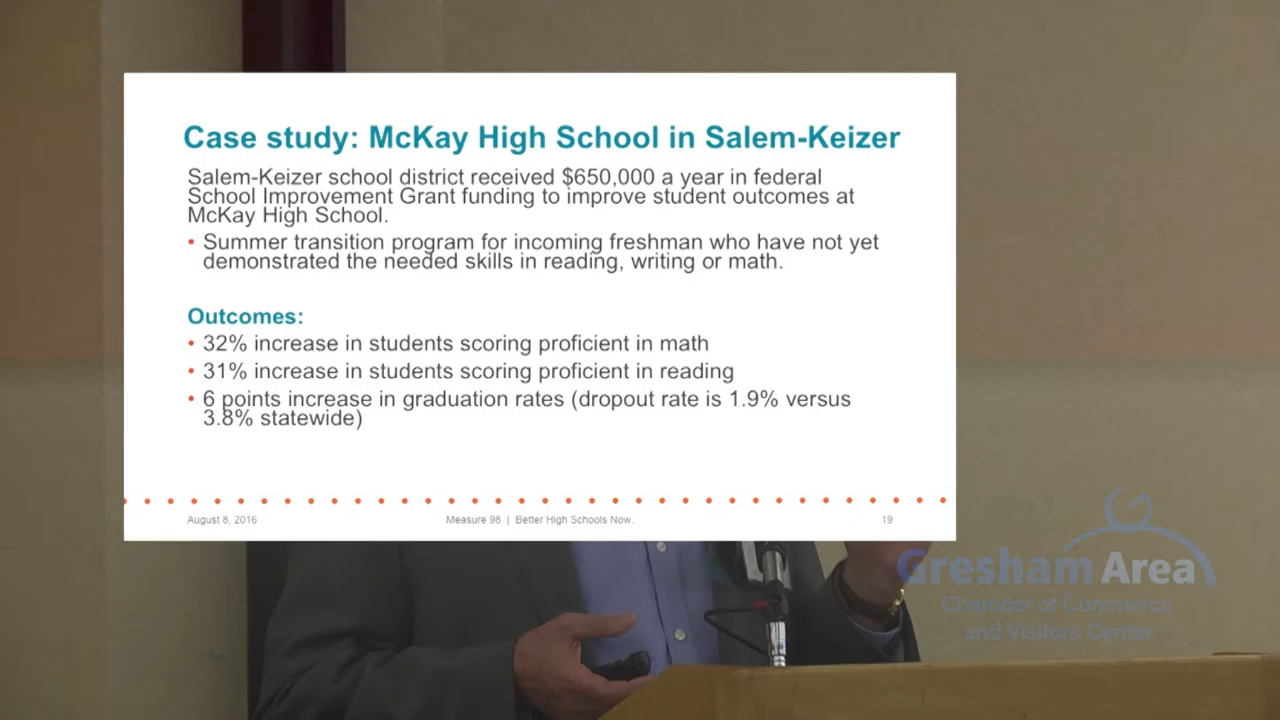 Case study: McKay High School in Salem-Keizer
Salem-Keizer school district received $650,000 a year in federal
School Improvement Grant funding to improve student outcomes at
McKay High School.
• Summer transition program for incoming freshman who have not yet
demonstrated the needed skills in reading, writing or math.
Outcomes:
• 32% increase in students scoring proficient in math
• 31% increase in students scoring proficient in reading
• 6 points increase in graduation rates (dropout rate is 1.9% versus
3.8% statewide)
August 8, 2016
Measure 98 | Better High Schools Now.
19
Gresham Area
Chamber of Commerce
and Visitors Center